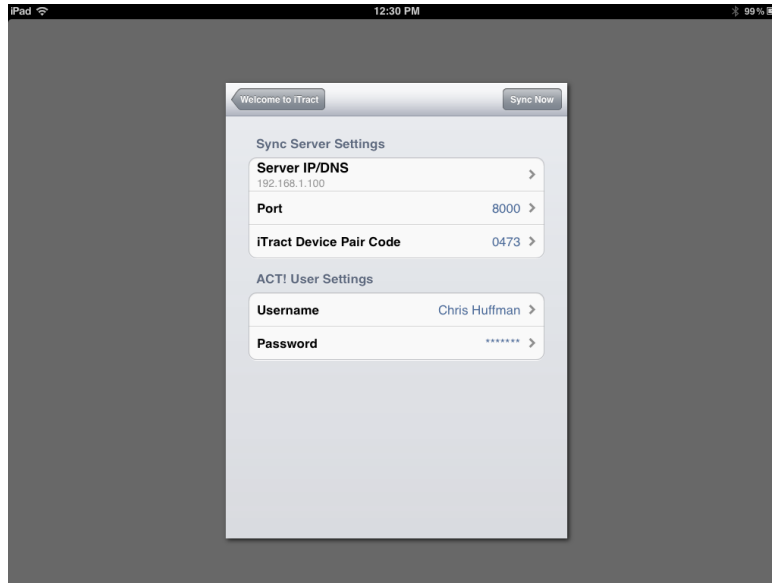 iPad 12:30 PM 99%
Welcome to iTract Sync Now
Sync Server Settings
Server IP/DNS
192.168.1.100
Port 8000
iTract Device Pair Code 0473
ACT! User Settings
Username Chris Huffman
Password *******